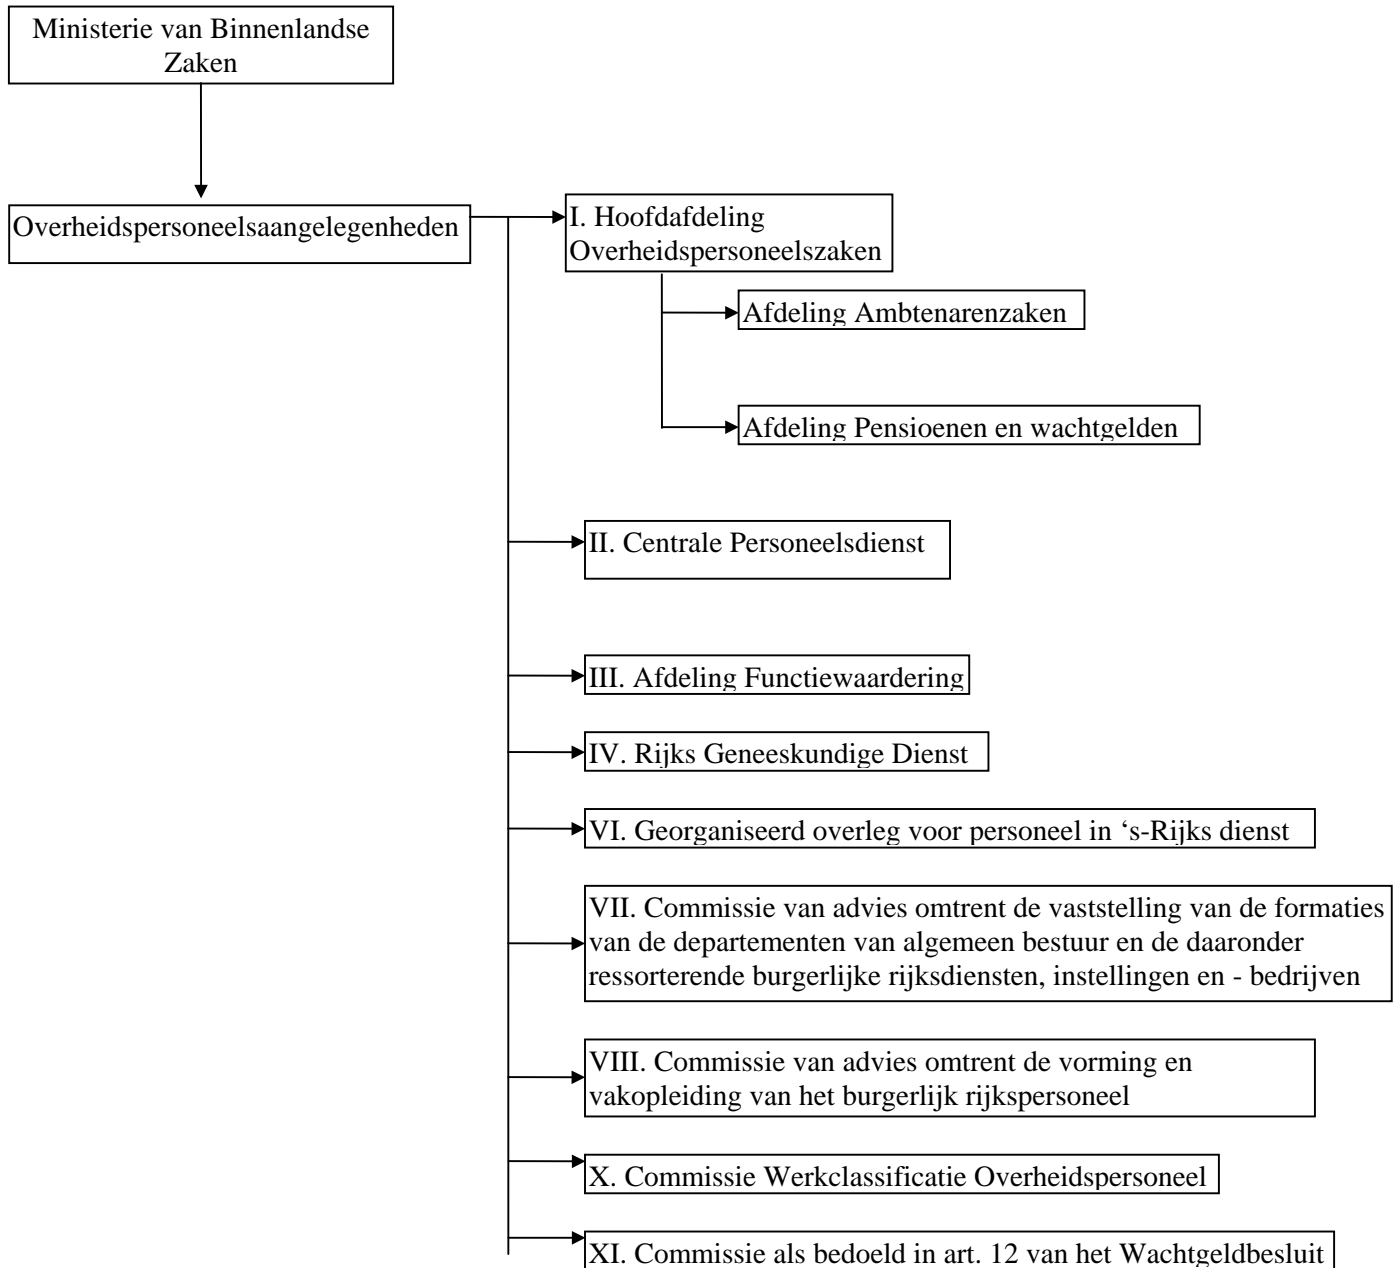 Ministerie van Binnenlandse
Zaken
Overheidspersoneelsaangelegenheden
I. Hoofdafdeling
Overheidspersoneelszaken
Afdeling Ambtenarenzaken
Afdeling Pensioenen en wachtgelden
II. Centrale Personeelsdienst
III. Afdeling Functiewaardering
IV. Rijks Geneeskundige Dienst
VI. Georganiseerd overleg voor personeel in ‘s-Rijks dienst
VII. Commissie van advies omtrent de vaststelling van de formaties
van de departementen van algemeen bestuur en de daaronder
ressorterende burgerlijke rijksdiensten, instellingen en - bedrijven
VIII. Commissie van advies omtrent de vorming en
vakopleiding van het burgerlijk rijkspersoneel
X. Commissie Werkclassificatie Overheidspersoneel
XI. Commissie als bedoeld in art. 12 van het Wachtgeldbesluit